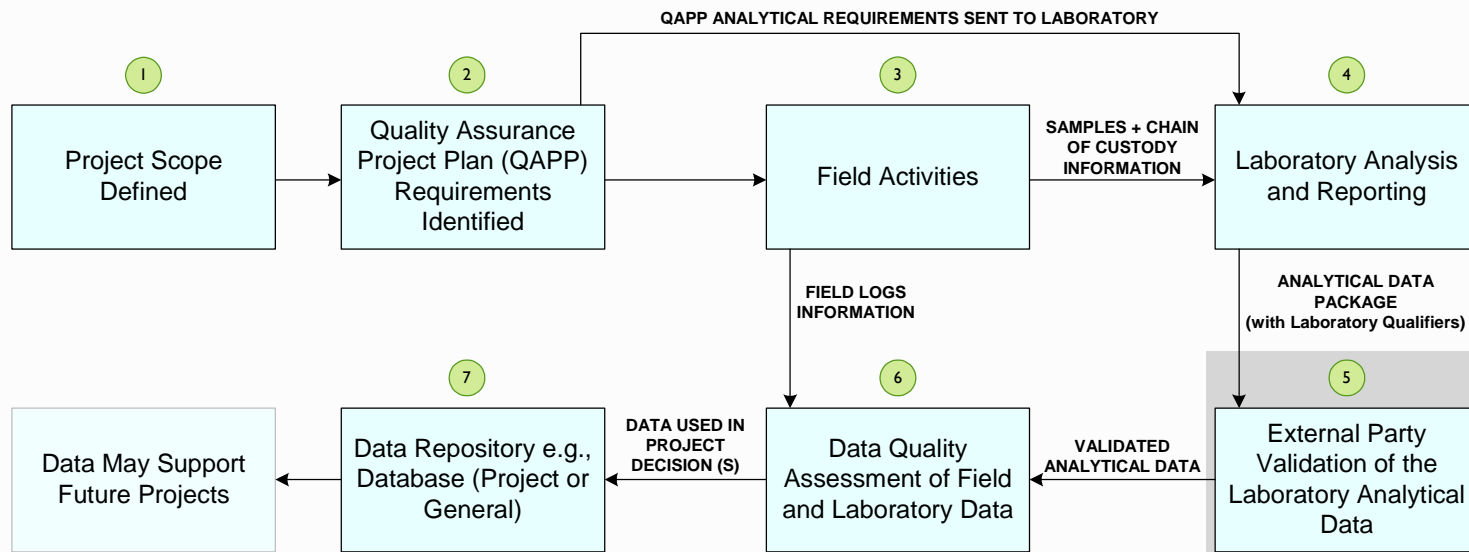 QAPP ANALYTICAL REQUIREMENTS SENT TO LABORATORY
1
2
3
4
Project Scope
Defined
Quality Assurance
Project Plan (QAPP)
Requirements
Identified
Field Activities
SAMPLES + CHAIN
OF CUSTODY
INFORMATION
Laboratory Analysis
and Reporting
FIELD LOGS
INFORMATION
ANALYTICAL DATA
PACKAGE
(with Laboratory Qualifiers)
7
6
5
Data May Support
Future Projects
Data Repository e.g.,
Database (Project or
General)
DATA USED IN
PROJECT
DECISION (S)
Data Quality
Assessment of Field
and Laboratory Data
VALIDATED
ANALYTICAL DATA
External Party
Validation of the
Laboratory Analytical
Data